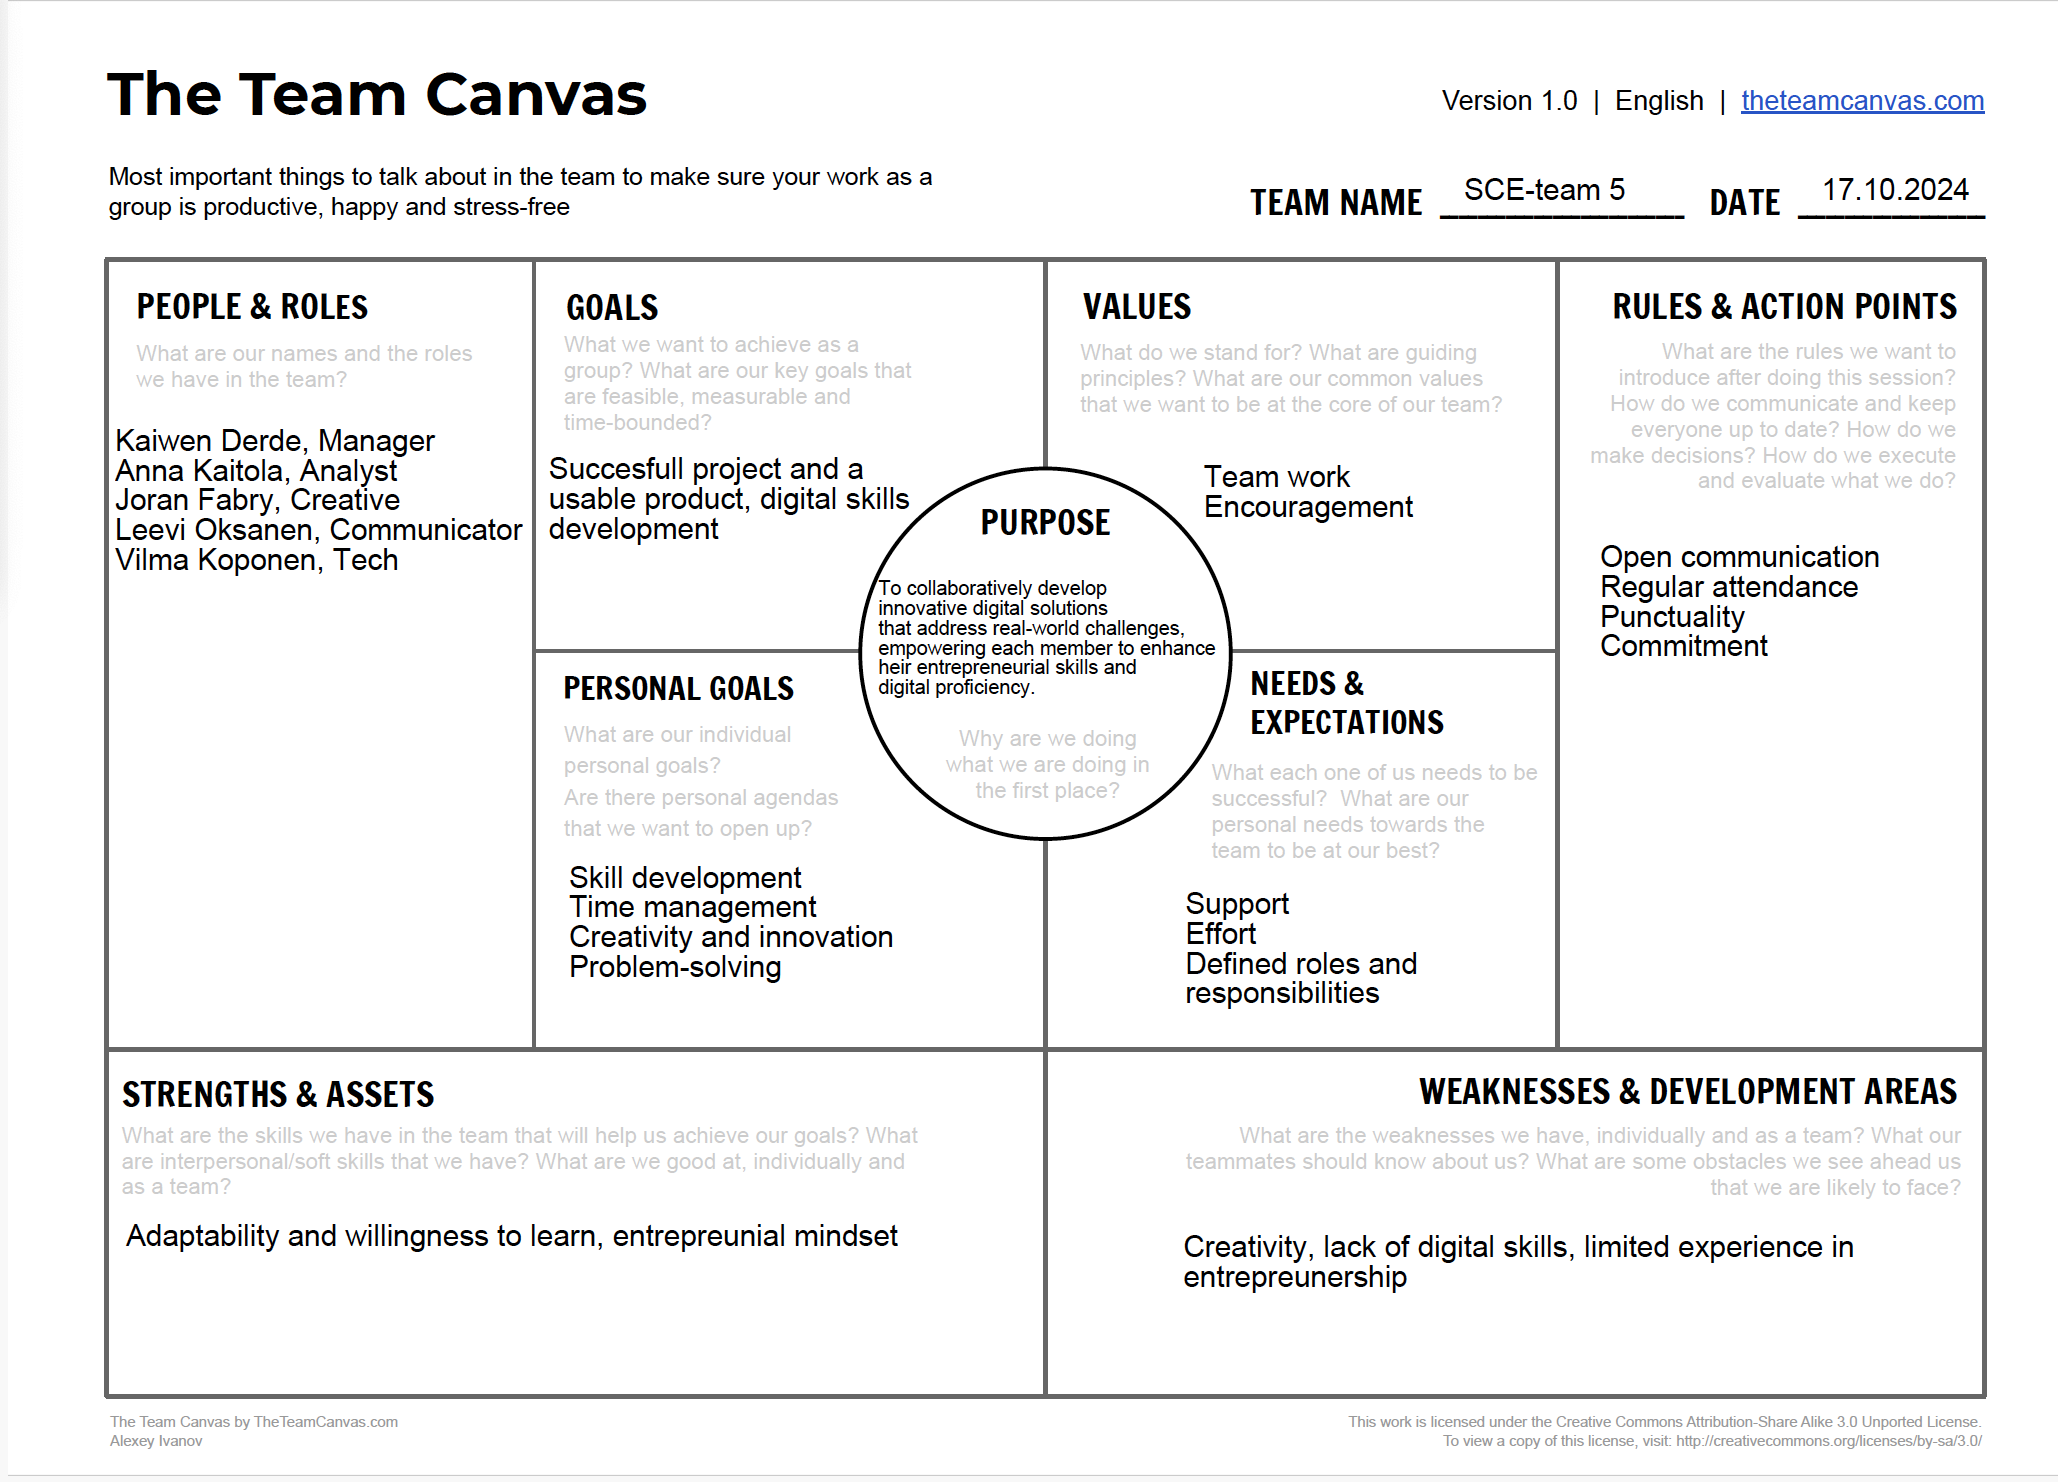 The Team Canvas
Version 1.0 | English | theteamcanvas.com
Most important things to talk about in the team to make sure your work as a
group is productive, happy and stress-free
TEAM NAME SCE-team 5 DATE 17.10.2024
PEOPLE & ROLES
What are our names and the roles
we have in the team?
Kaiwen Derde, Manager
Anna Kaitola, Analyst
Joran Fabry, Creative
Leevi Oksanen, Communicator
Vilma Koponen, Tech
GOALS
What we want to achieve as a
group? What are our key goals that
are feasible, measurable and
time-bounded?
Succesfull project and a
usable product, digital skills
development
PERSONAL GOALS
What are our individual
personal goals?
Are there personal agendas
that we want to open up?
Skill development
Time management
Creativity and innovation
Problem-solving
PURPOSE
To collaboratively develop
innovative digital solutions
that address real-world challenges,
empowering each member to enhance
heir entrepreneurial skills and
digital proficiency.
Why are we doing
what we are doing in
the first place?
VALUES
What do we stand for? What are guiding
principles? What are our common values
that we want to be at the core of our team?
Team work
Encouragement
NEEDS &
EXPECTATIONS
What each one of us needs to be
successful? What are our
personal needs towards the
team to be at our best?
Support
Effort
Defined roles and
responsibilities
RULES & ACTION POINTS
What are the rules we want to
introduce after doing this session?
How do we communicate and keep
everyone up to date? How do we
make decisions? How do we execute
and evaluate what we do?
Open communication
Regular attendance
Punctuality
Commitment
STRENGTHS & ASSETS
What are the skills we have in the team that will help us achieve our goals? What
are interpersonal/soft skills that we have? What are we good at, individually and
as a team?
Adaptability and willingness to learn, entrepreunial mindset
WEAKNESSES & DEVELOPMENT AREAS
What are the weaknesses we have, individually and as a team? What our
teammates should know about us? What are some obstacles we see ahead us
that we are likely to face?
Creativity, lack of digital skills, limited experience in
entrepreunership
The Team Canvas by TheTeamCanvas.com
Alexey Ivanov
This work is licensed under the Creative Commons Attribution-Share Alike 3.0 Unported License.
To view a copy of this license, visit: http://creativecommons.org/licenses/by-sa/3.0/